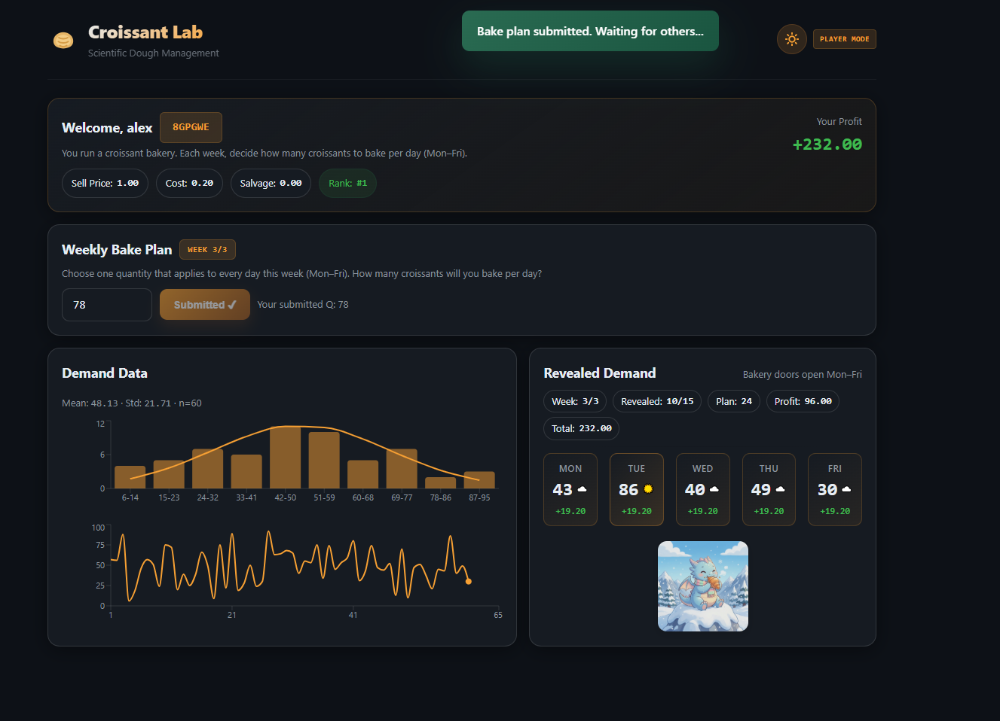 Croissant Lab
Scientific Dough Management
Bake plan submitted. Waiting for others...
PLAYER MODE
Welcome, alex
8GPGWE
Your Profit
+232.00
You run a croissant bakery. Each week, decide how many croissants to bake per day (Mon–Fri).
Sell Price: 1.00
Cost: 0.20
Salvage: 0.00
Rank: #1
Weekly Bake Plan
WEEK 3/3
Choose one quantity that applies to every day this week (Mon–Fri). How many croissants will you bake per day?
78
Submitted ✓
Your submitted Q: 78
Demand Data
Mean: 48.13 · Std: 21.71 · n=60
12
6
0
6-14 15-23 24-32 33-41 42-50 51-59 60-68 69-77 78-86 87-95
100
75
50
25
0
1 21 41 65
Revealed Demand
Bakery doors open Mon–Fri
Week: 3/3
Revealed: 10/15
Plan: 24
Profit: 96.00
Total: 232.00
MON TUE WED THU FRI
43 86 40 49 30
+19.20 +19.20 +19.20 +19.20 +19.20